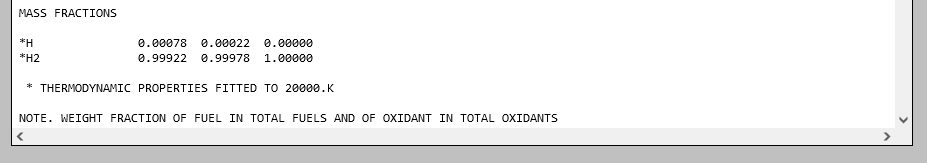 MASS FRACTIONS
*H 0.00078 0.00022 0.00000
*H2 0.99922 0.99978 1.00000
* THERMODYNAMIC PROPERTIES FITTED TO 20000.K
NOTE. WEIGHT FRACTION OF FUEL IN TOTAL FUELS AND OF OXIDANT IN TOTAL OXIDANTS